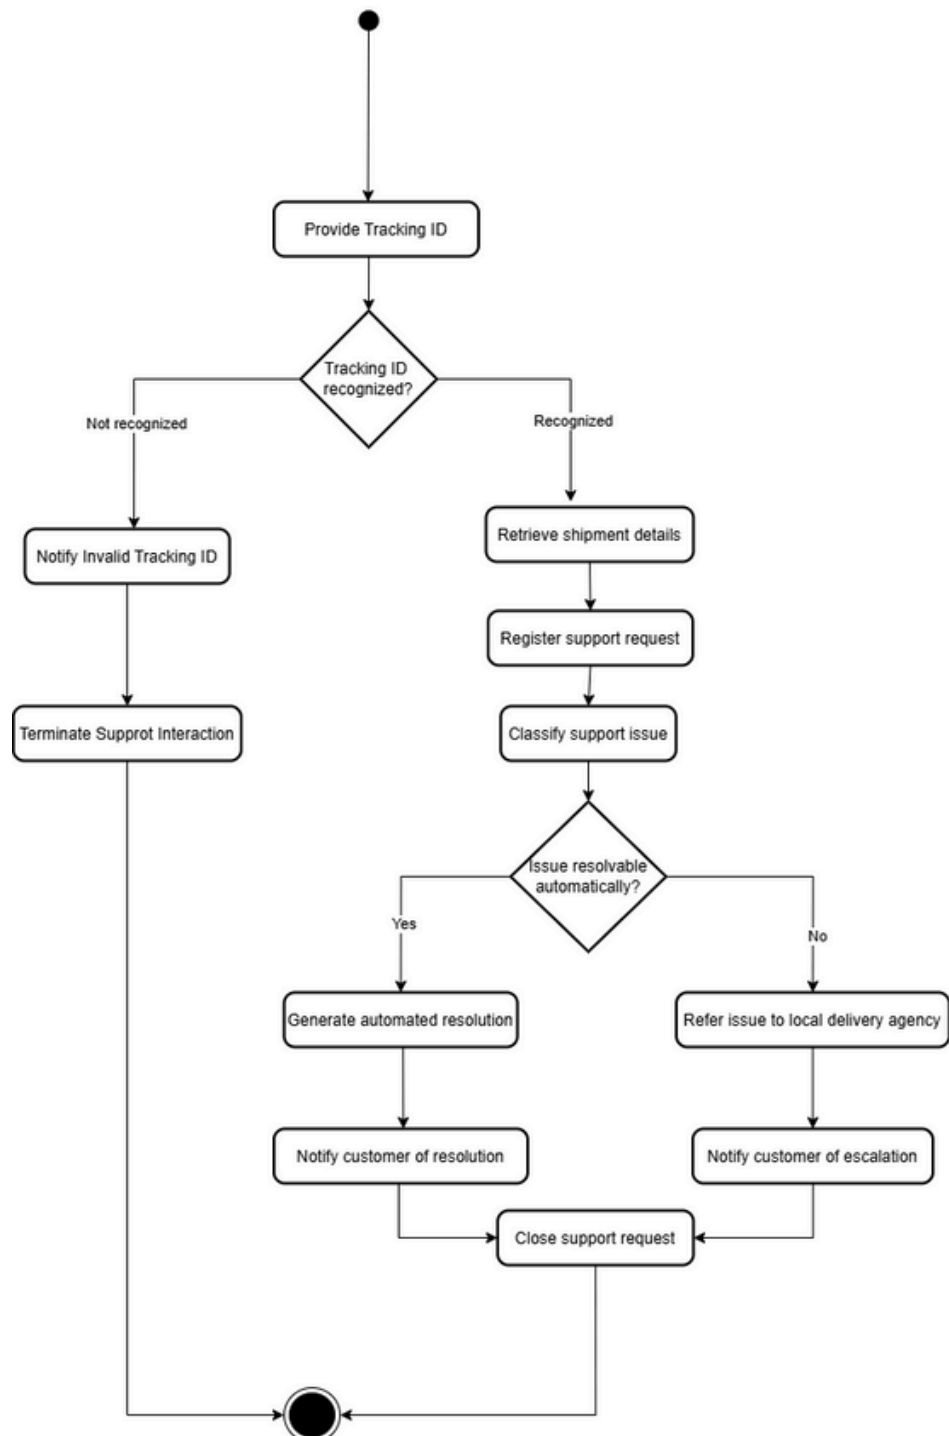 Provide Tracking ID
Tracking ID
recognized?
Not recognized
Recognized
Notify Invalid Tracking ID
Retrieve shipment details
Register support request
Terminate Supprot Interaction
Classify support issue
Issue resolvable
automatically?
Yes
No
Generate automated resolution
Refer issue to local delivery agency
Notify customer of resolution
Notify customer of escalation
Close support request